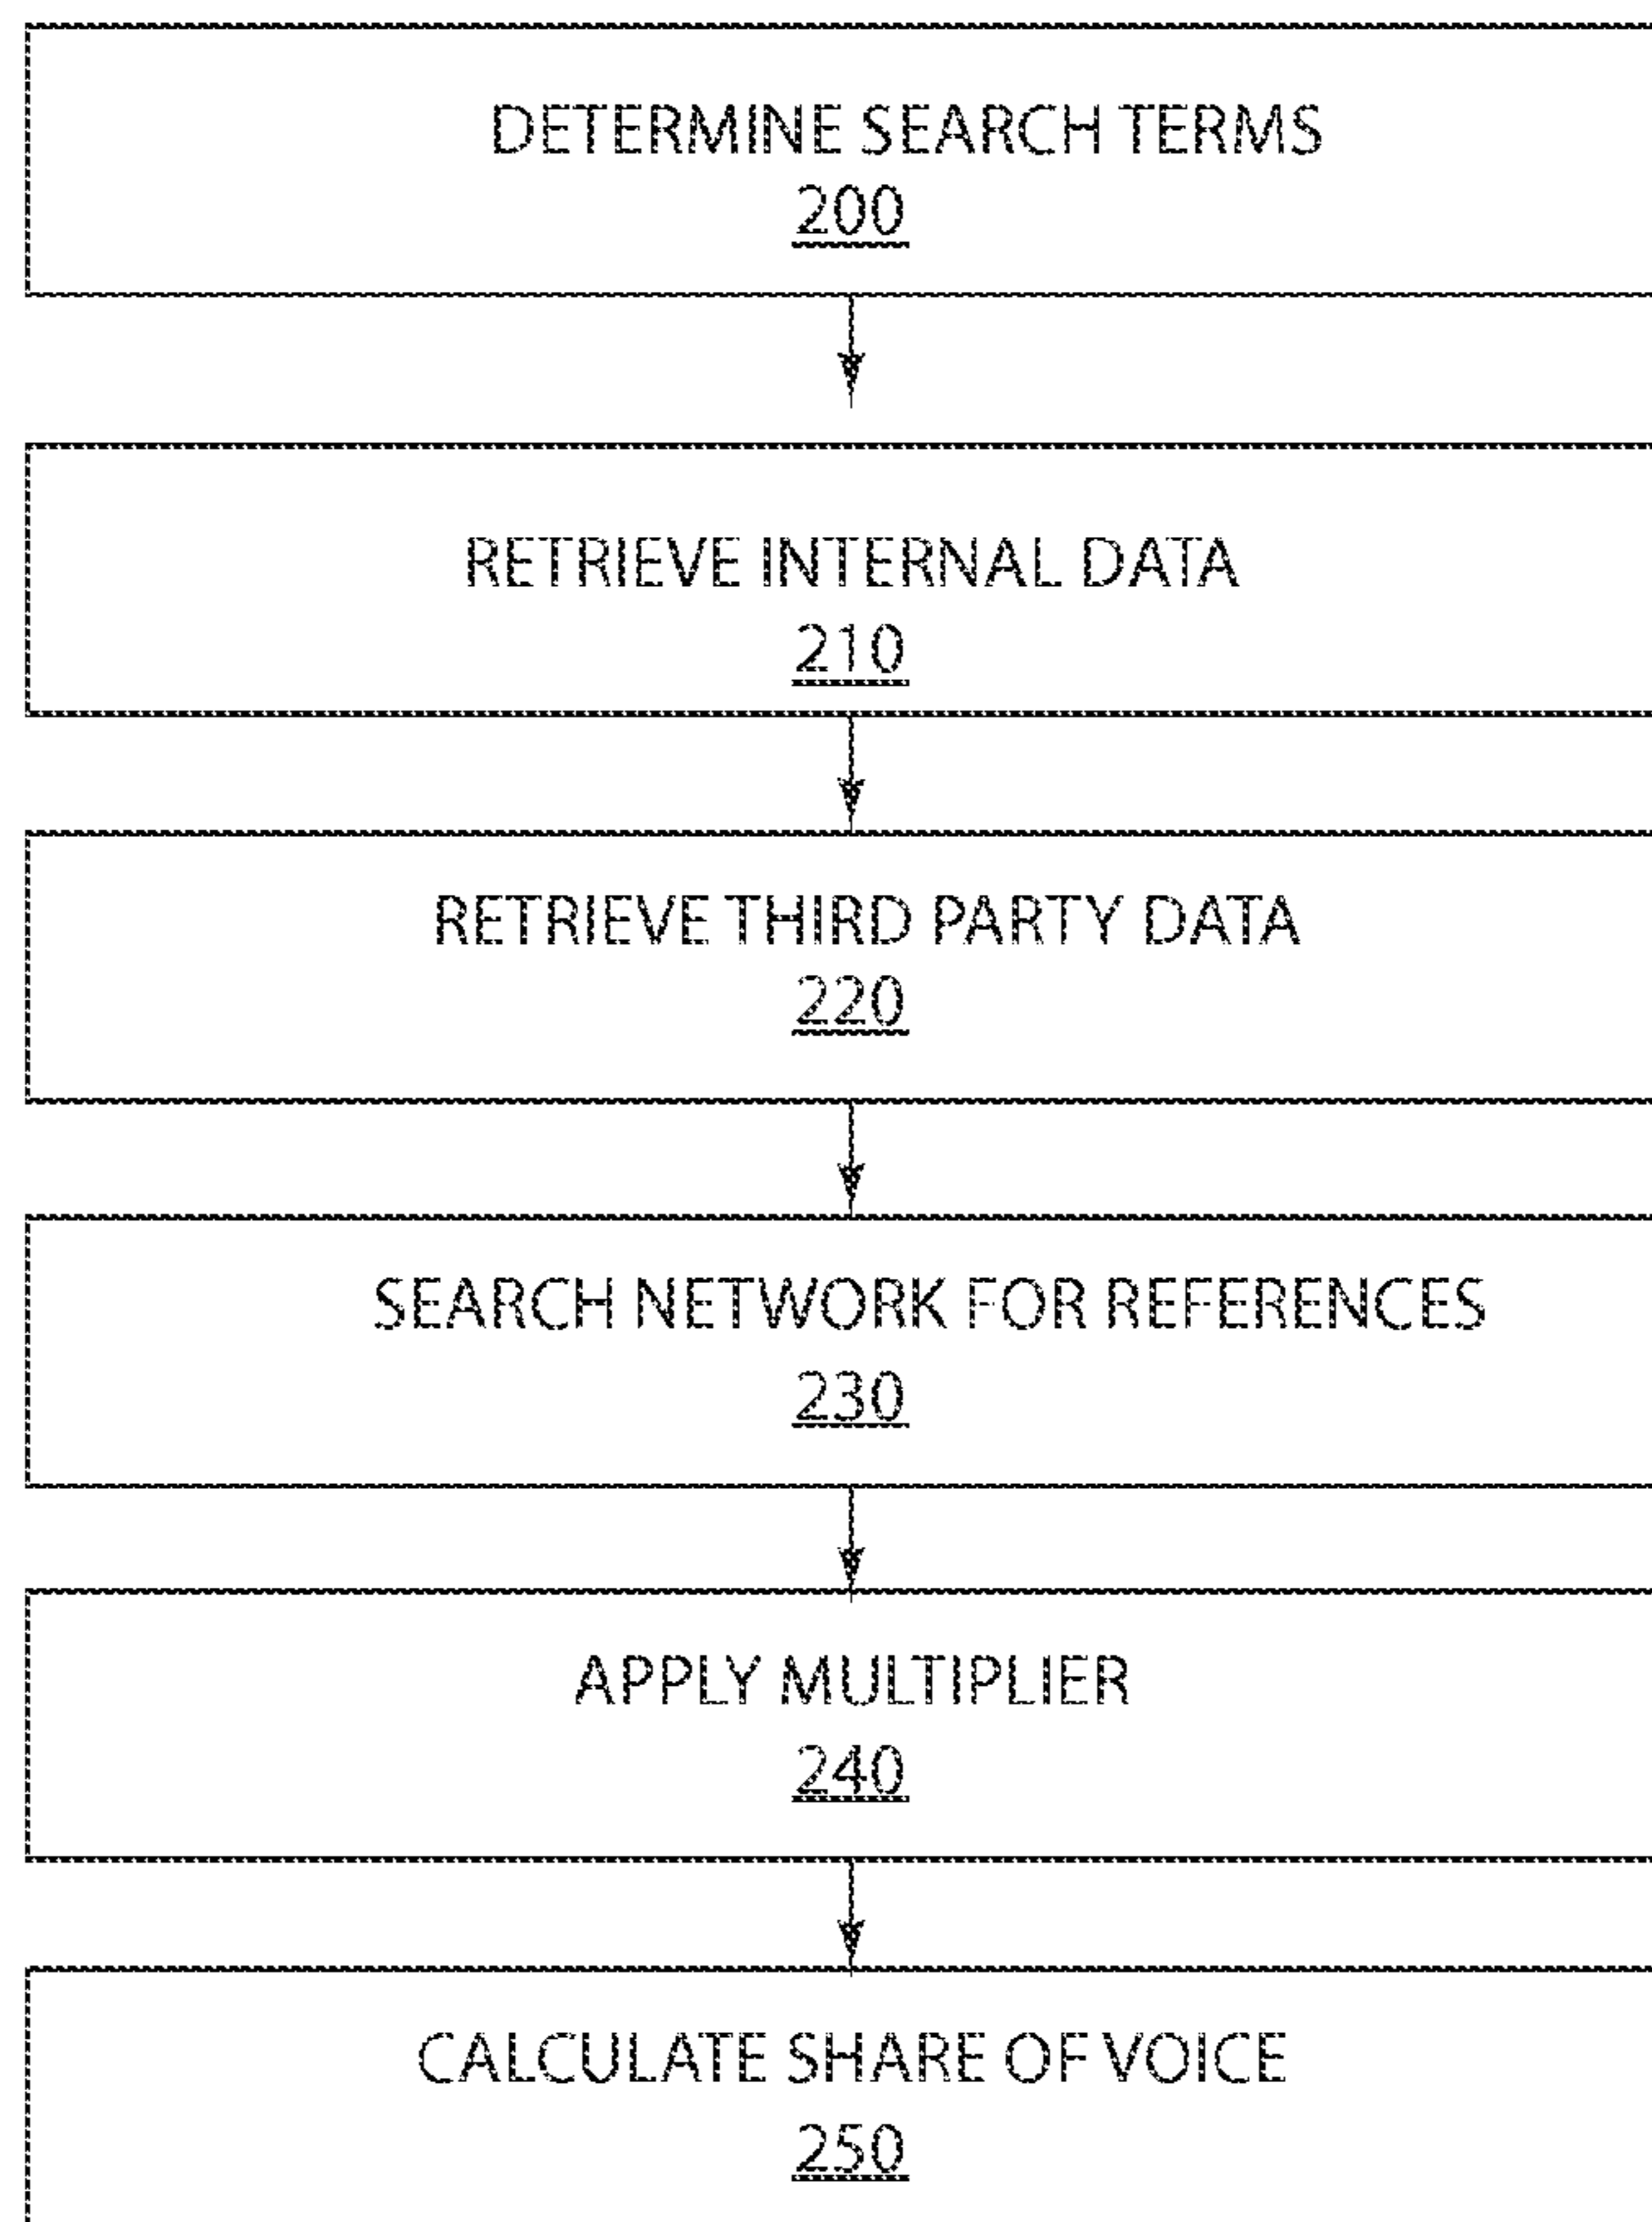 DETERMINE SEARCH TERMS
200
RETRIEVE INTERNAL DATA
210
RETRIEVE THIRD PARTY DATA
220
SEARCH NETWORK FOR REFERENCES
230
APPLY MULTIPLIER
240
CALCULATE SHARE OF VOICE
250